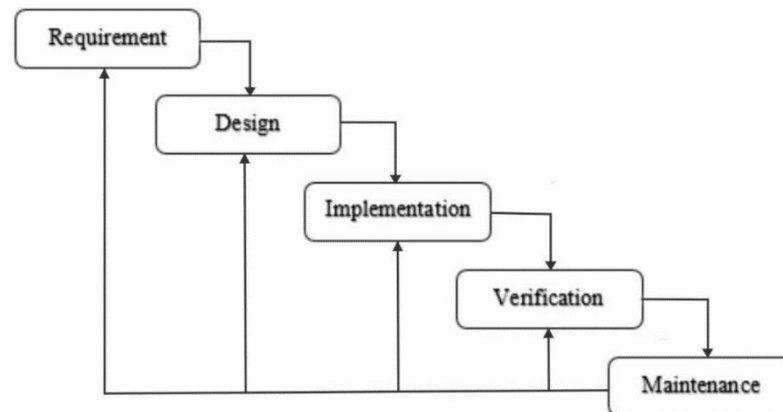 Requirement
Design
Implementation
Verification
Maintenance